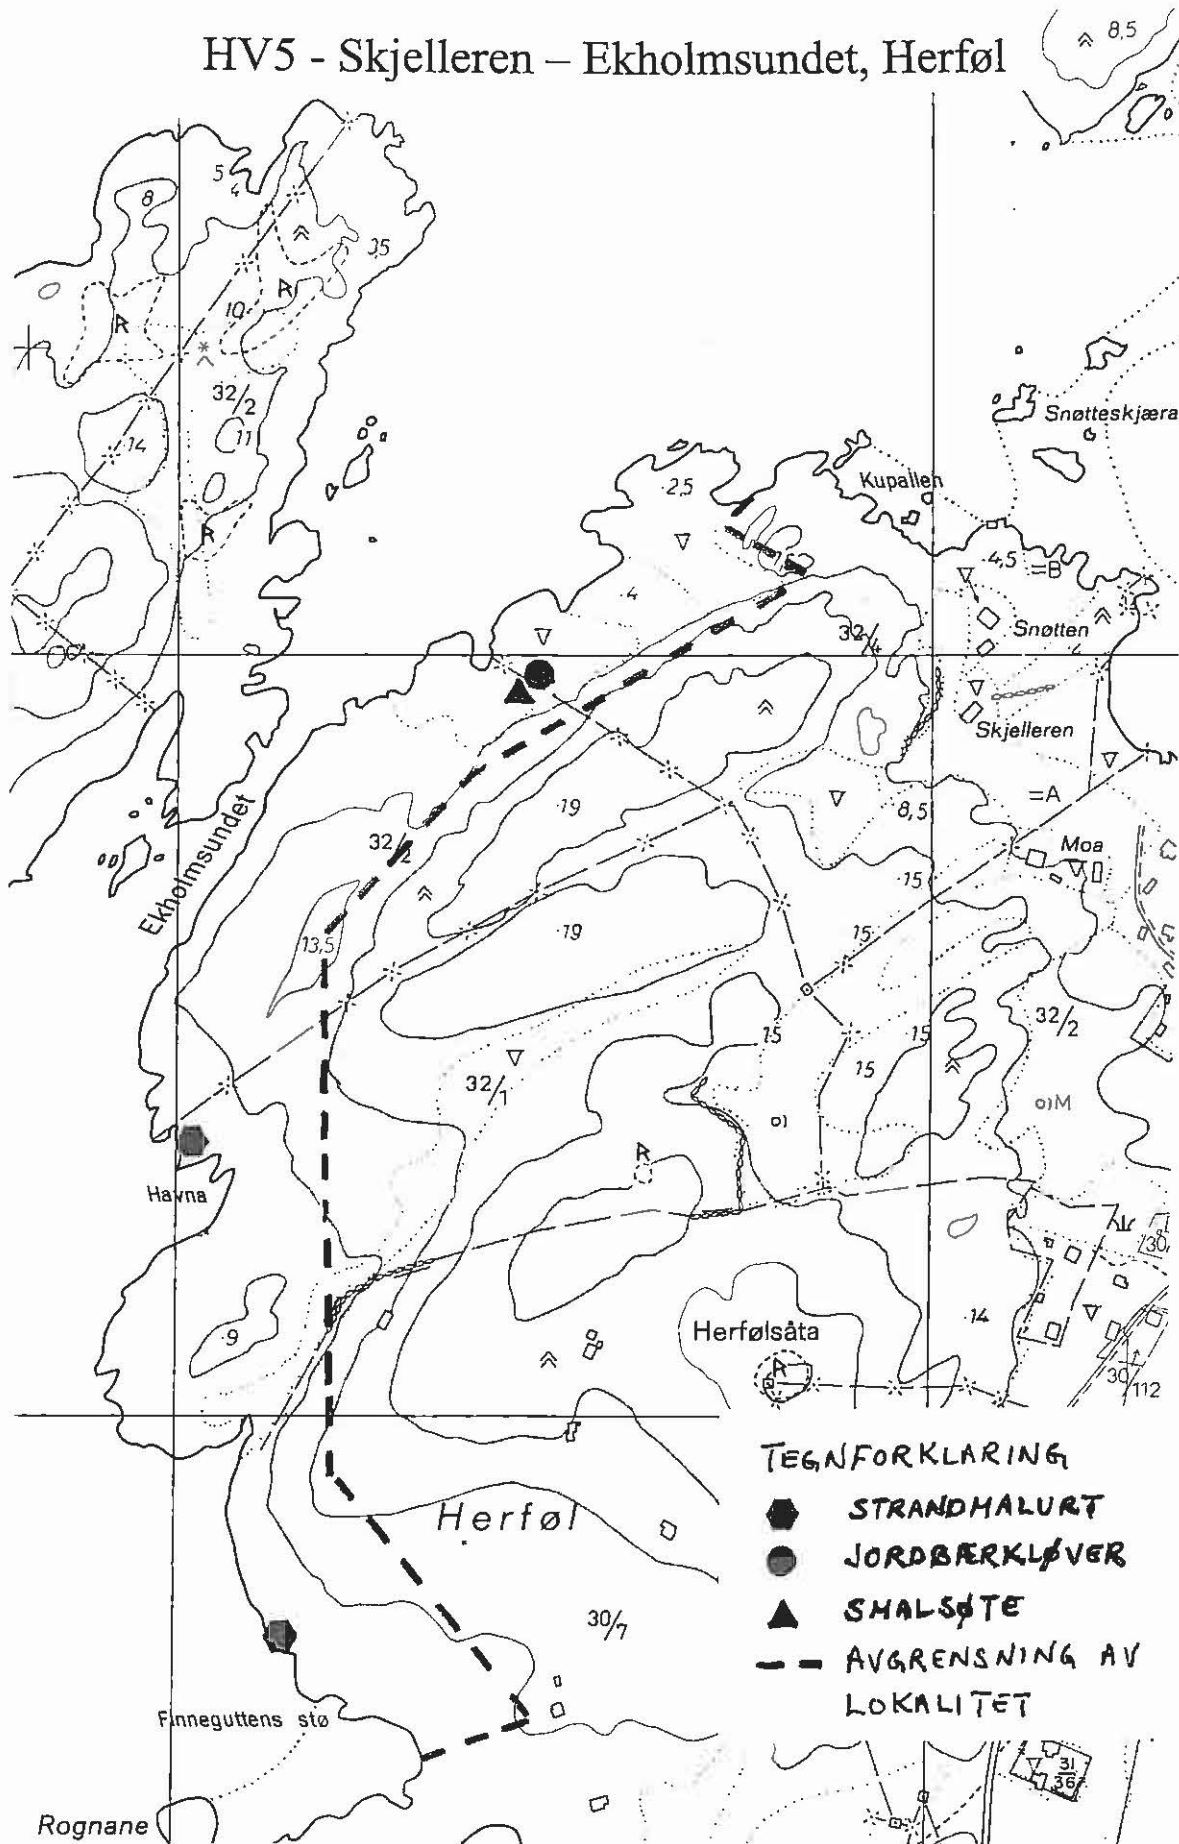 HV5 - Skjelleren – Ekholmsundet, Herføl
8,5
5
4
8
3,5
R
10
R
32/2
11
14
R
Snøtteskjæra
Kupallen
2,5
4,5
=B
4
Snøtten
32/4
Skjelleren
19
=A
8,5
Moa
32/2
Ekholmsundet
15
13,5
19
15
32/2
15
15
15
32/1
M
R
Havna
30
Herfølsåta
14
9
R
30/112
TEGNFORKLARING
STRANDMALURT
Herføl
JORDBÆRKLØVER
SMALSØTE
30/7
AVGRENSNING AV
LOKALITET
Finneguttens stø
31/36
Rognane